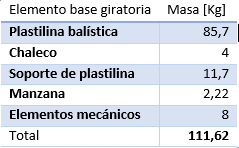 Elemento base giratoria Masa [Kg]
Plastilina balística 85,7
Chaleco 4
Soporte de plastilina 11,7
Manzana 2,22
Elementos mecánicos 8
Total 111,62